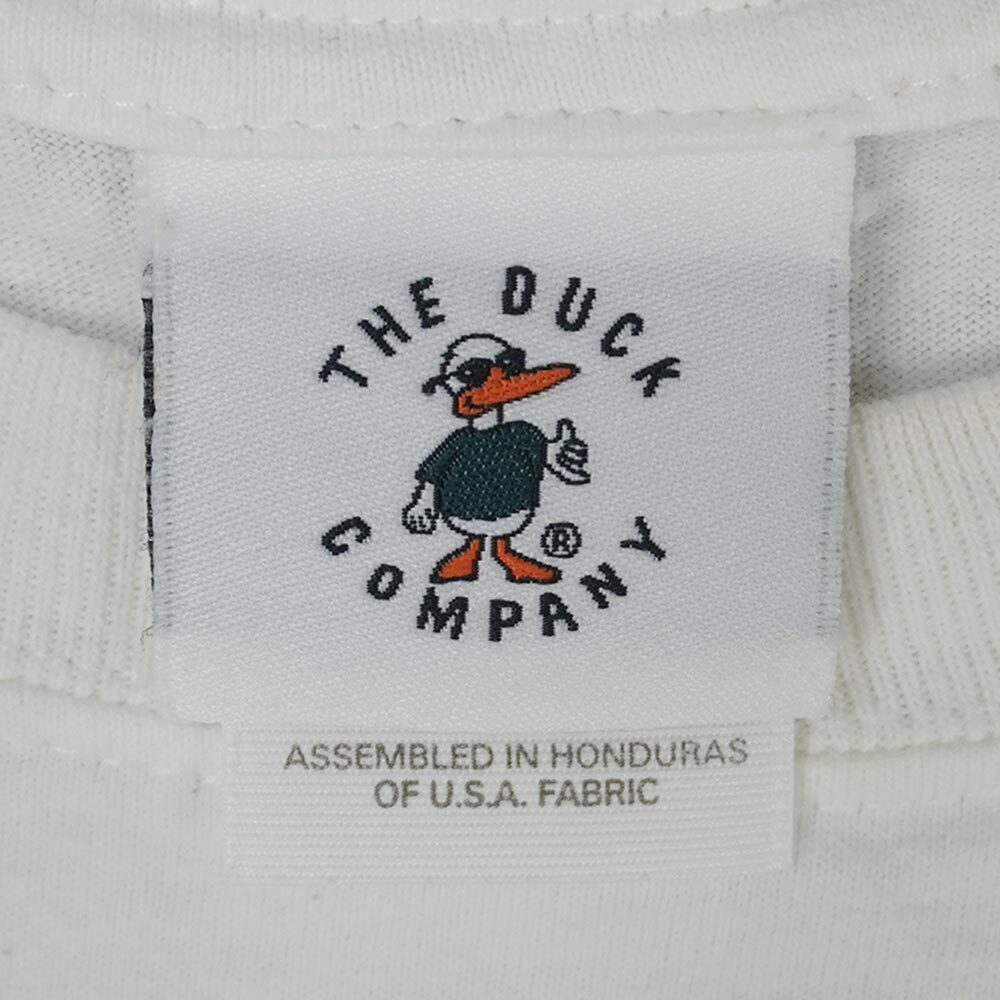 THE DUCK
®
COMPANY
ASSEMBLED IN HONDURAS
OF U.S.A. FABRIC